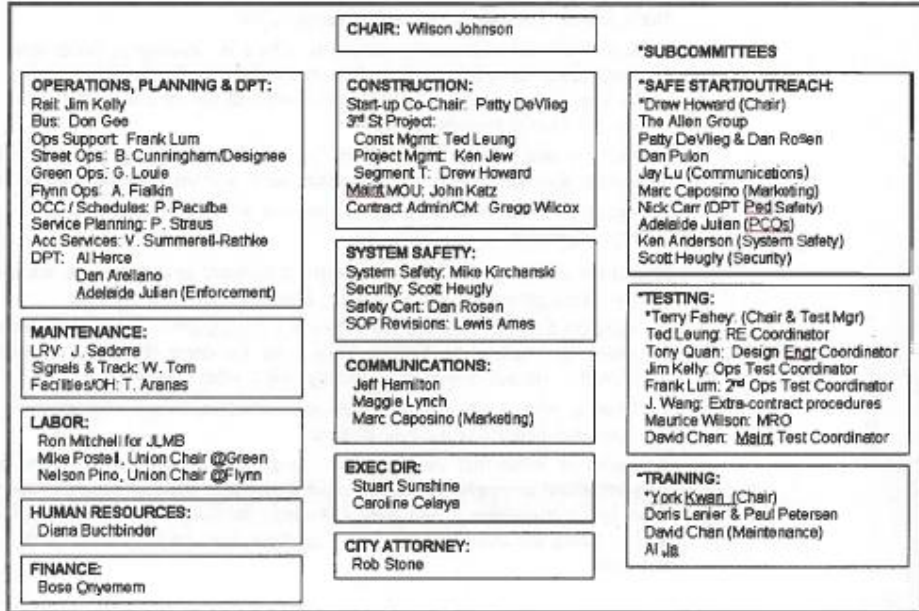 CHAIR: Wilson Johnson
OPERATIONS, PLANNING & DPT:
Rail: Jim Kelly
Bus: Don Gee
Ops Support: Frank Lum
Street Ops: B. Cunningham/Designee
Green Ops: G. Louie
Flynn Ops: A. Fialkin
OCC / Schedules: P. Paculba
Service Planning: P. Straus
Acc Services: V. Summerell-Rathke
DPT: Al Herce
Dan Arellano
Adelaide Julian (Enforcement)
MAINTENANCE:
LRV: J. Sadorra
Signals & Track: W. Tom
Facilities/OH: T. Aranas
LABOR:
Ron Mitchell for JLMB
Mike Postell, Union Chair @Green
Nelson Pino, Union Chair @Flynn
HUMAN RESOURCES:
Diana Buchbinder
FINANCE:
Bose Onyemem
CONSTRUCTION:
Start-up Co-Chair: Patty DeVlieg
3rd St Project:
Const Mgmt: Ted Leung
Project Mgmt: Ken Jew
Segment T: Drew Howard
Maint MOU: John Katz
Contract Admin/CM: Gregg Wilcox
SYSTEM SAFETY:
System Safety: Mike Kirchanski
Security: Scott Heugly
Safety Cert: Dan Rosen
SOP Revisions: Lewis Ames
COMMUNICATIONS:
Jeff Hamilton
Maggie Lynch
Marc Caposino (Marketing)
EXEC DIR:
Stuart Sunshine
Caroline Celaya
CITY ATTORNEY:
Rob Stone
*SUBCOMMITTEES
*SAFE START/OUTREACH:
*Drew Howard (Chair)
The Allen Group
Patty DeVlieg & Dan Rosen
Dan Pulon
Jay Lu (Communications)
Marc Caposino (Marketing)
Nick Carr (DPT Ped Safety)
Adelaide Julian (PCOs)
Ken Anderson (System Safety)
Scott Heugly (Security)
*TESTING:
*Terry Fahey: (Chair & Test Mgr)
Ted Leung: RE Coordinator
Tony Quan: Design Engr Coordinator
Jim Kelly: Ops Test Coordinator
Frank Lum: 2nd Ops Test Coordinator
J. Wang: Extra-contract procedures
Maurice Wilson: MRO
David Chan: Maint Test Coordinator
*TRAINING:
*York Kwan (Chair)
Doris Lanier & Paul Petersen
David Chan (Maintenance)
Al Ja